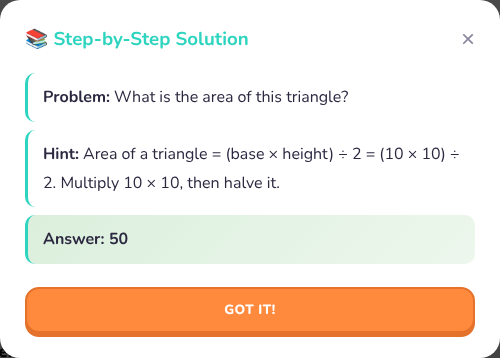 📚 Step-by-Step Solution ×
Problem: What is the area of this triangle?
Hint: Area of a triangle = (base × height) ÷ 2 = (10 × 10) ÷
2. Multiply 10 × 10, then halve it.
Answer: 50
GOT IT!